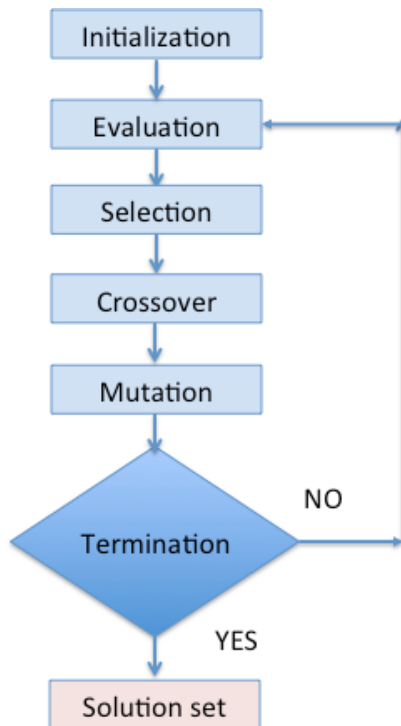 Initialization
Evaluation
Selection
Crossover
Mutation
NO
Termination
YES
Solution set